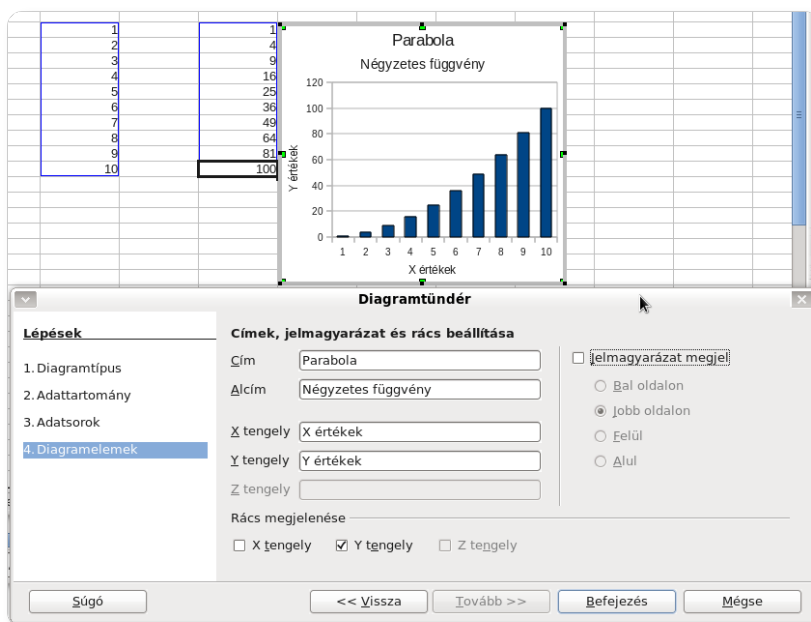 1 1
2 4
3 9
4 16
5 25
6 36
7 49
8 64
9 81
10 100
Parabola
Négyzetes függvény
120
100
80
60
40
20
0
Y értékek
1 2 3 4 5 6 7 8 9 10
X értékek
Diagramtündér
Lépések
1. Diagramtípus
2. Adattartomány
3. Adatsorok
4. Diagramelemek
Címek, jelmagyarázat és rács beállítása
Cím Parabola
Alcím Négyzetes függvény
X tengely X értékek
Y tengely Y értékek
Z tengely
Jelmagyarázat megjel
Bal oldalon
Jobb oldalon
Felül
Alul
Rács megjelenése
X tengely Y tengely Z tengely
Súgó << Vissza Tovább >> Befejezés Mégse